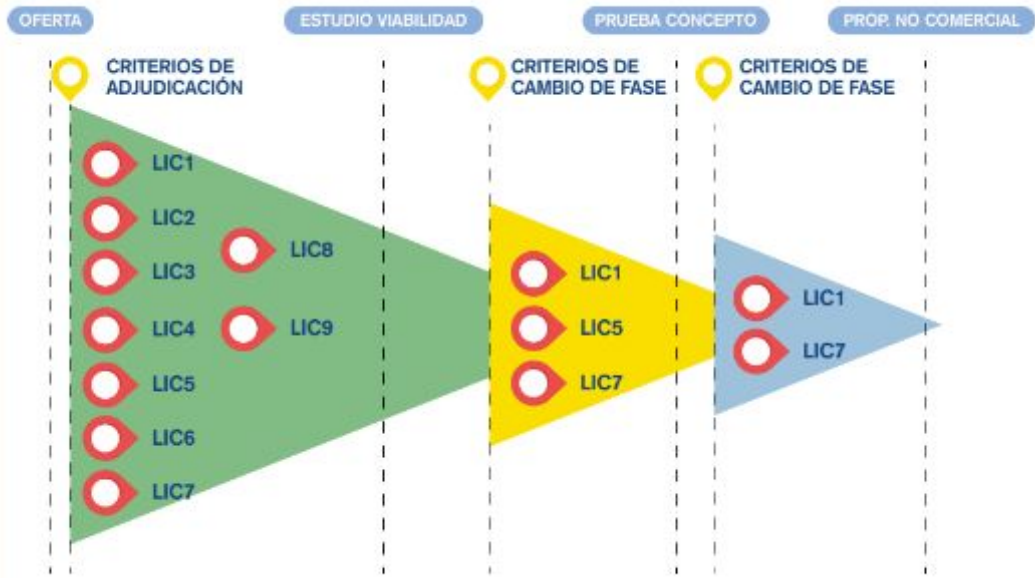 OFERTA
ESTUDIO VIABILIDAD
PRUEBA CONCEPTO
PROP. NO COMERCIAL
CRITERIOS DE
ADJUDICACIÓN
CRITERIOS DE
CAMBIO DE FASE
CRITERIOS DE
CAMBIO DE FASE
LIC1
LIC2
LIC3
LIC4
LIC5
LIC6
LIC7
LIC8
LIC9
LIC1
LIC5
LIC7
LIC1
LIC7